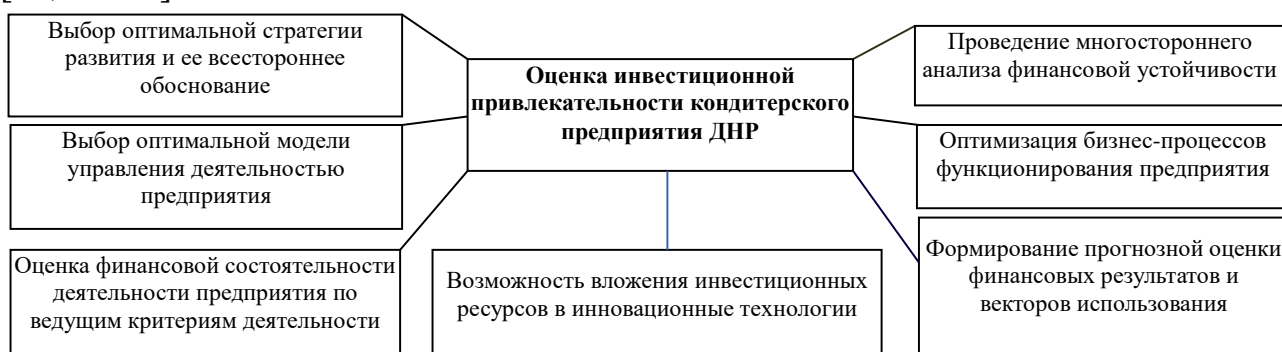 Выбор оптимальной стратегии
развития и ее всестороннее
обоснование
Оценка инвестиционной
привлекательности кондитерского
предприятия ДНР
Проведение многостороннего
анализа финансовой устойчивости
Выбор оптимальной модели
управления деятельностью
предприятия
Оптимизация бизнес-процессов
функционирования предприятия
Оценка финансовой состоятельности
деятельности предприятия по
ведущим критериям деятельности
Возможность вложения инвестиционных
ресурсов в инновационные технологии
Формирование прогнозной оценки
финансовых результатов и
векторов использования